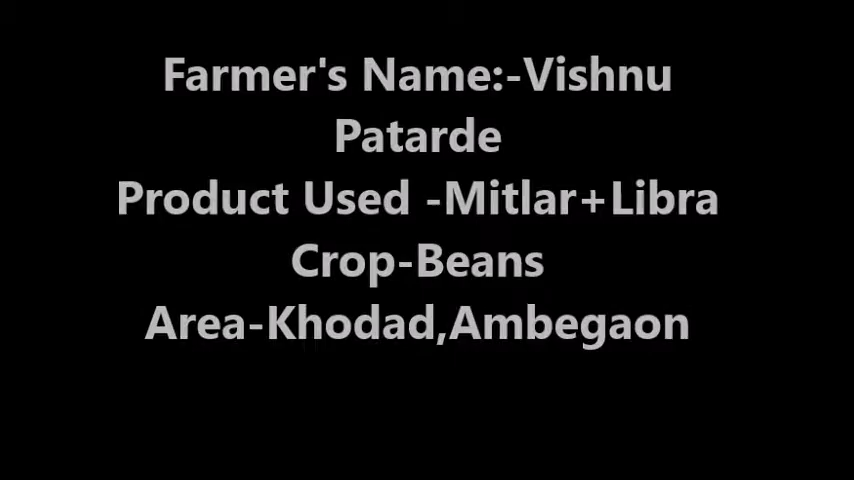 Farmer's Name:-Vishnu
Patarde
Product Used -Mitlar+Libra
Crop-Beans
Area-Khodad,Ambegaon